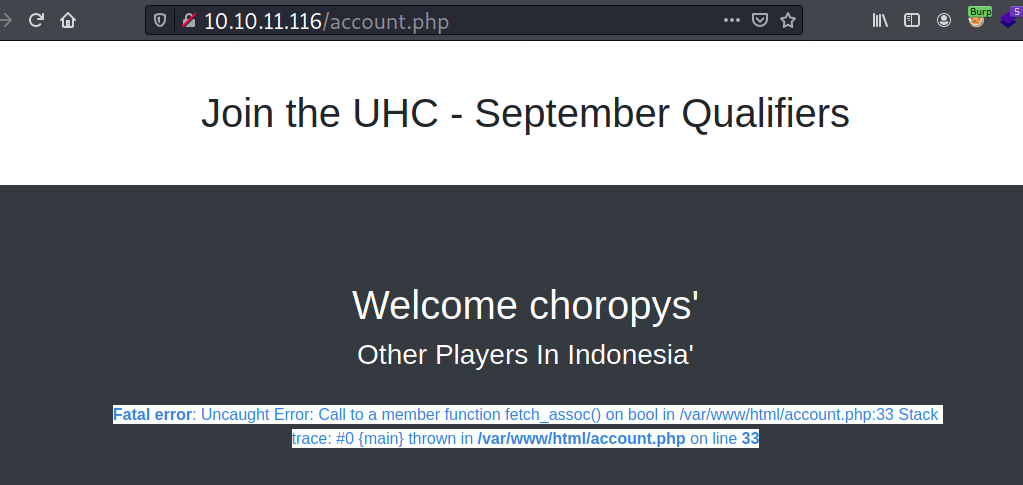 10.10.11.116/account.php
Burp
5
Join the UHC - September Qualifiers
Welcome choropys'
Other Players In Indonesia'
Fatal error: Uncaught Error: Call to a member function fetch_assoc() on bool in /var/www/html/account.php:33 Stack
trace: #0 {main} thrown in /var/www/html/account.php on line 33